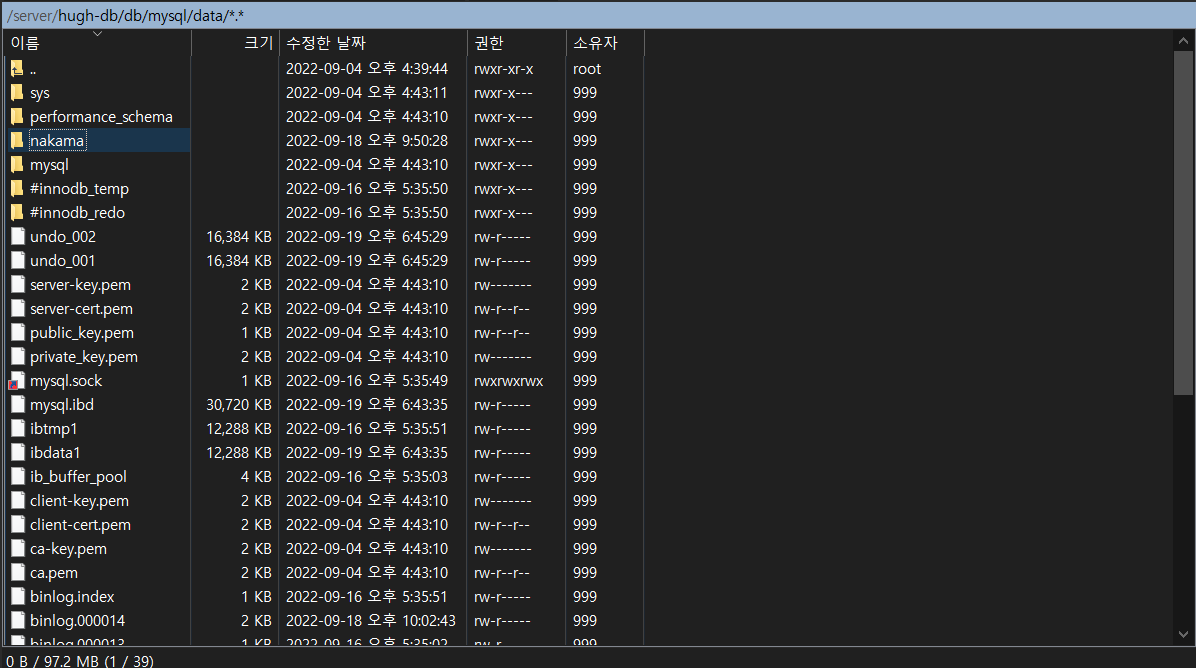 /server/hugh-db/db/mysql/data/*.*
이름 크기 수정한 날짜 권한 소유자
.. 2022-09-04 오후 4:39:44 rwxr-xr-x root
sys 2022-09-04 오후 4:43:11 rwxr-x--- 999
performance_schema 2022-09-04 오후 4:43:10 rwxr-x--- 999
nakama 2022-09-18 오후 9:50:28 rwxr-x--- 999
mysql 2022-09-04 오후 4:43:10 rwxr-x--- 999
#innodb_temp 2022-09-16 오후 5:35:50 rwxr-x--- 999
#innodb_redo 2022-09-16 오후 5:35:50 rwxr-x--- 999
undo_002 16,384 KB 2022-09-19 오후 6:45:29 rw-r----- 999
undo_001 16,384 KB 2022-09-19 오후 6:45:29 rw-r----- 999
server-key.pem 2 KB 2022-09-04 오후 4:43:10 rw------- 999
server-cert.pem 2 KB 2022-09-04 오후 4:43:10 rw-r--r-- 999
public_key.pem 1 KB 2022-09-04 오후 4:43:10 rw-r--r-- 999
private_key.pem 2 KB 2022-09-04 오후 4:43:10 rw------- 999
mysql.sock 1 KB 2022-09-16 오후 5:35:49 rwxrwxrwx 999
mysql.ibd 30,720 KB 2022-09-19 오후 6:43:35 rw-r----- 999
ibtmp1 12,288 KB 2022-09-16 오후 5:35:51 rw-r----- 999
ibdata1 12,288 KB 2022-09-19 오후 6:43:35 rw-r----- 999
ib_buffer_pool 4 KB 2022-09-16 오후 5:35:03 rw-r----- 999
client-key.pem 2 KB 2022-09-04 오후 4:43:10 rw------- 999
client-cert.pem 2 KB 2022-09-04 오후 4:43:10 rw-r--r-- 999
ca-key.pem 2 KB 2022-09-04 오후 4:43:10 rw------- 999
ca.pem 2 KB 2022-09-04 오후 4:43:10 rw-r--r-- 999
binlog.index 1 KB 2022-09-16 오후 5:35:51 rw-r----- 999
binlog.000014 2 KB 2022-09-18 오후 10:02:43 rw-r----- 999
binlog.000013 1 KB 2022-09-16 오후 5:35:02 999
0 B / 97.2 MB (1 / 39)